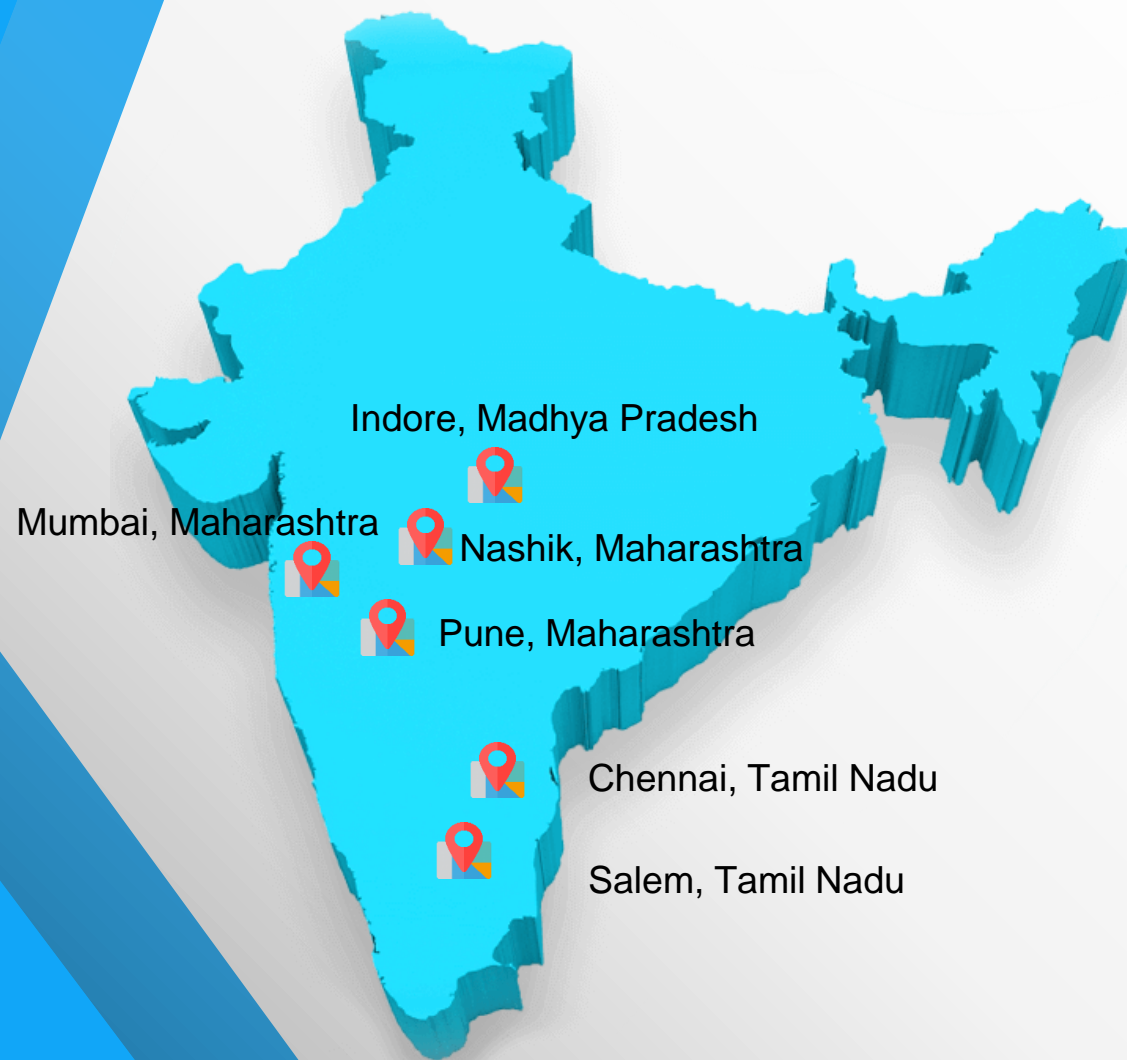 Indore, Madhya Pradesh
Mumbai, Maharashtra
Nashik, Maharashtra
Pune, Maharashtra
Chennai, Tamil Nadu
Salem, Tamil Nadu